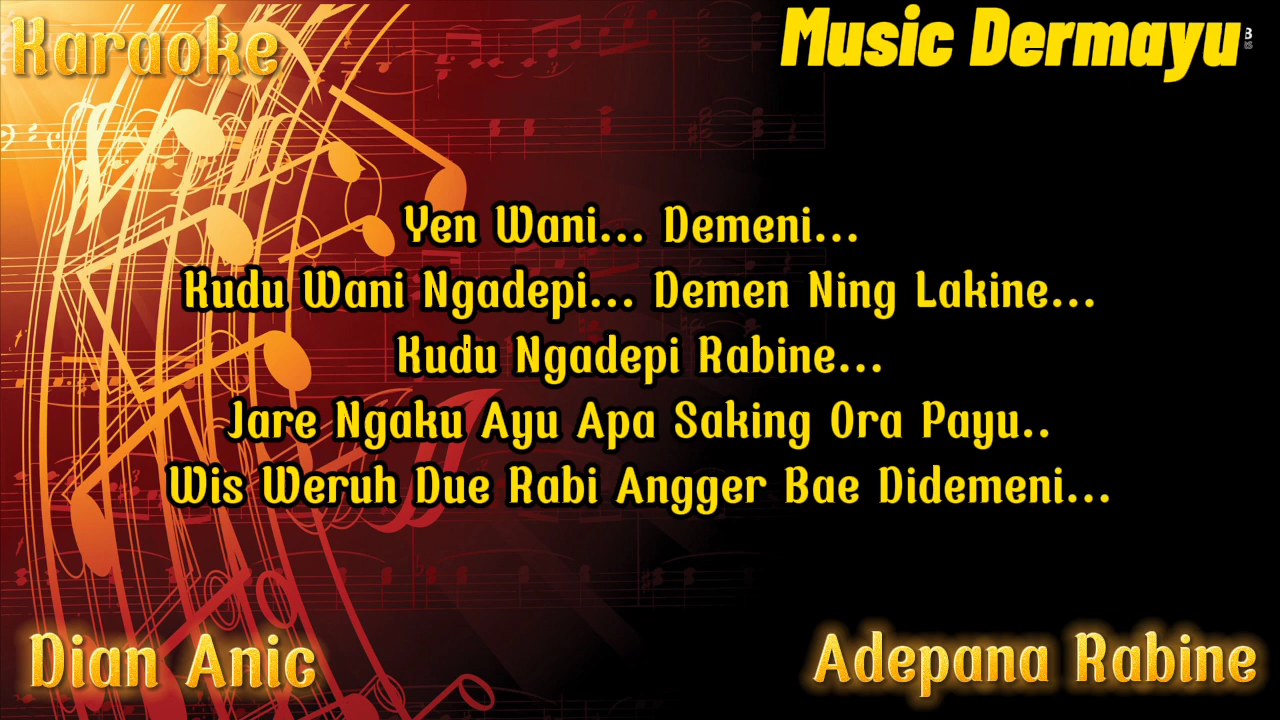 Karaoke
Music Dermayu
Yen Wani... Demeni...
Kudu Wani Ngadepi... Demen Ning Lakine...
Kudu Ngadepi Rabine...
Jare Ngaku Ayu Apa Saking Ora Payu..
Wis Weruh Due Rabi Angger Bae Didemeni...
Dian Anic
Adepana Rabine